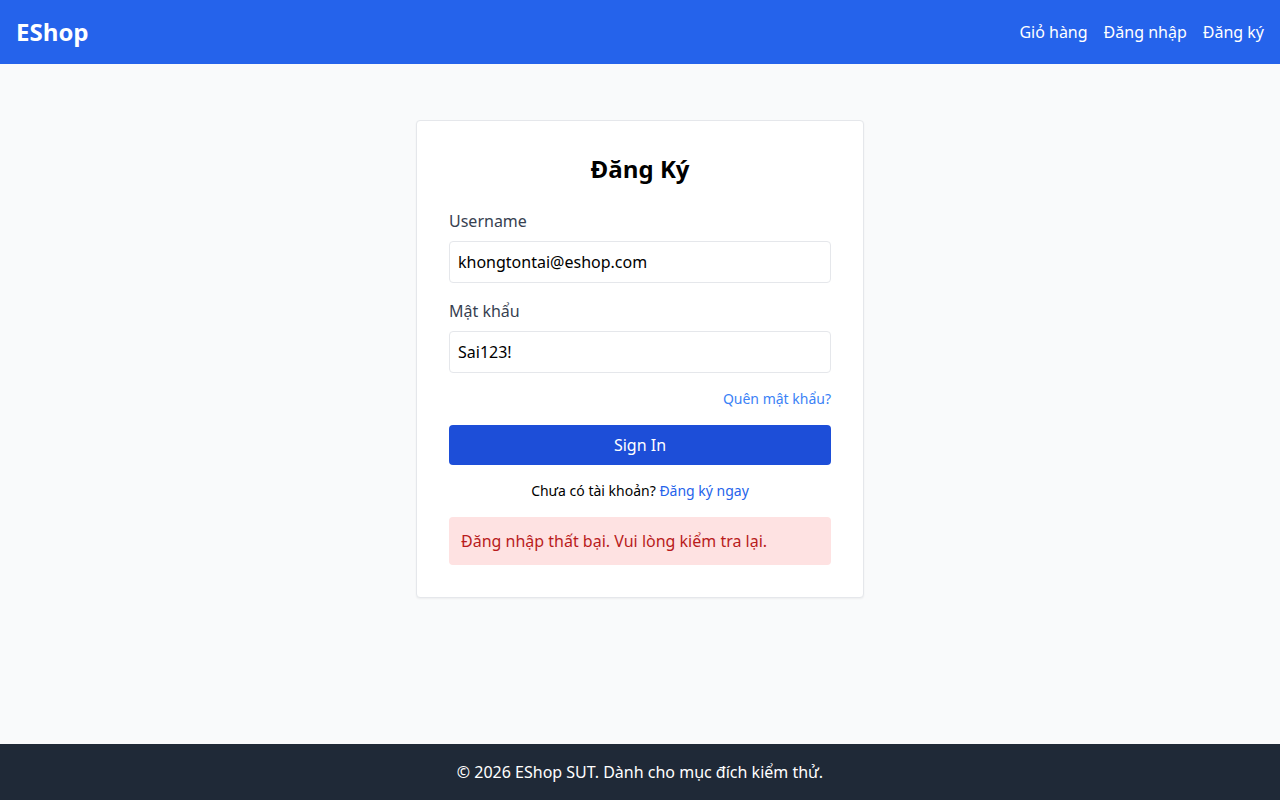 EShop
Giỏ hàng Đăng nhập Đăng ký
Đăng Ký
Username
khongtontai@eshop.com
Mật khẩu
Sai123!
Quên mật khẩu?
Sign In
Chưa có tài khoản? Đăng ký ngay
Đăng nhập thất bại. Vui lòng kiểm tra lại.
© 2026 EShop SUT. Dành cho mục đích kiểm thử.